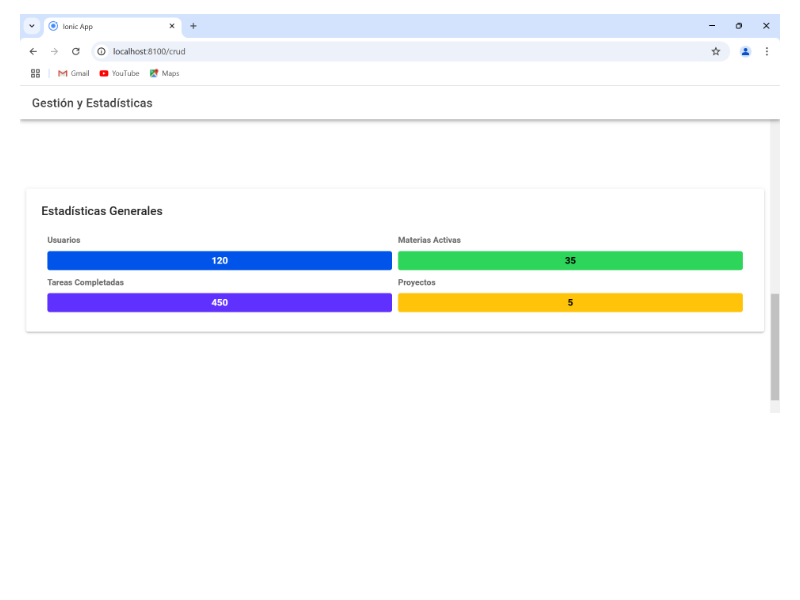 Ionic App
localhost:8100/crud
Gmail YouTube Maps
Gestión y Estadísticas
Estadísticas Generales
Usuarios Materias Activas
120 35
Tareas Completadas Proyectos
450 5